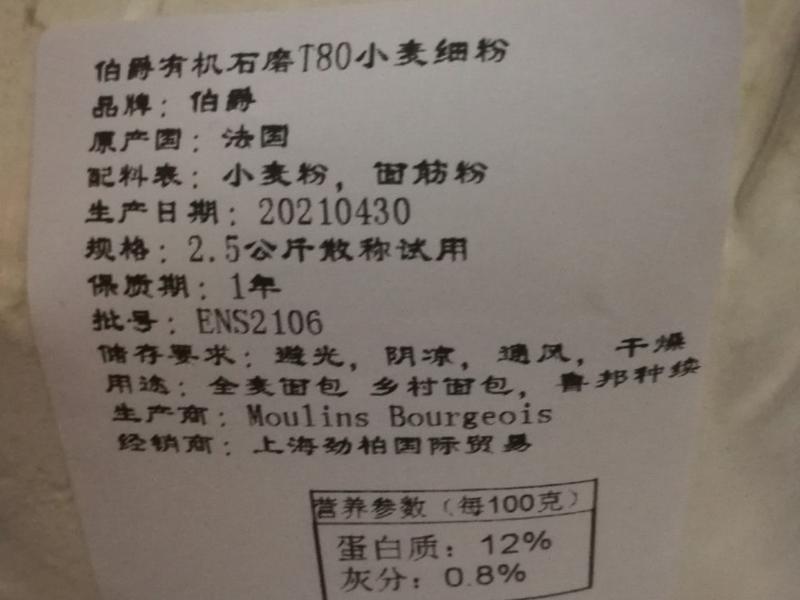 伯爵有机石磨T80小麦细粉
品牌：伯爵
原产国：法国
配料表：小麦粉，面筋粉
生产日期：20210430
规格：2.5公斤散称试用
保质期：1年
批号：ENS2106
储存要求：避光，阴凉，通风，干燥
用途：全麦面包 乡村面包，鲁邦种续
生产商：Moulins Bourgeois
经销商：上海劲柏国际贸易
营养参数（每100克）
蛋白质：12%
灰分：0.8%